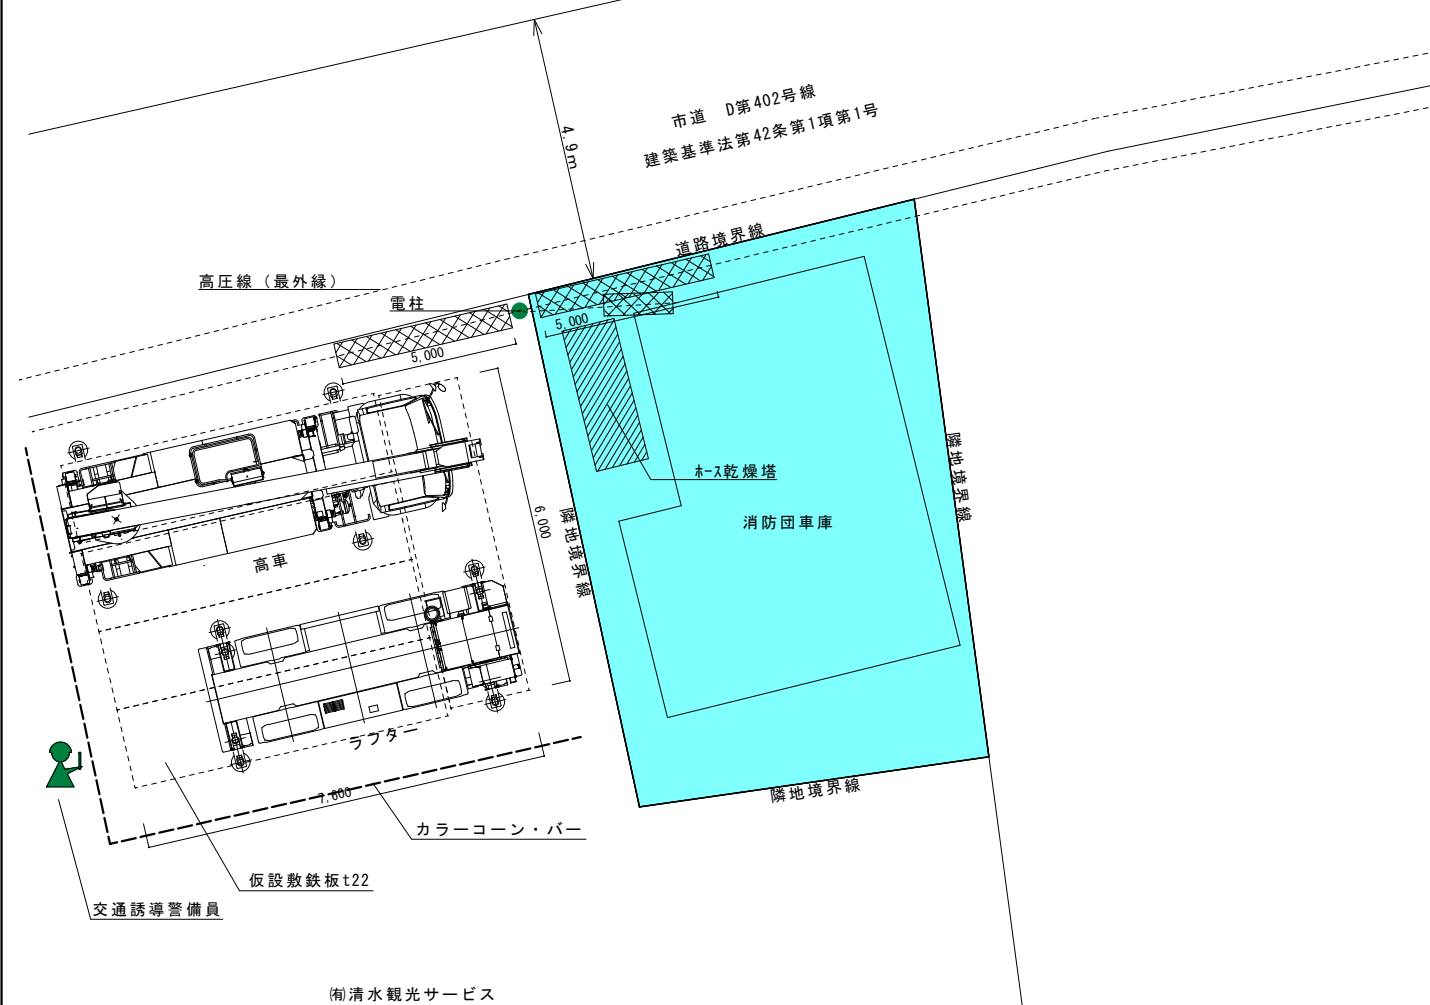 市道　D第402号線
建築基準法第42条第1項第1号
4.9m
道路境界線
高圧線（最外縁）
電柱
5,000
5,000
ホース乾燥塔
隣地境界線
消防団車庫
6,000
隣地境界線
高車
ラフター
7,600
隣地境界線
カラーコーン・バー
仮設敷鉄板t22
交通誘導警備員
㈲清水観光サービス